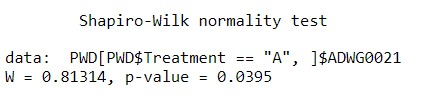 Shapiro-Wilk normality test
data:  PWD[PWD$Treatment == "A", ]$ADWG0021
W = 0.81314, p-value = 0.0395